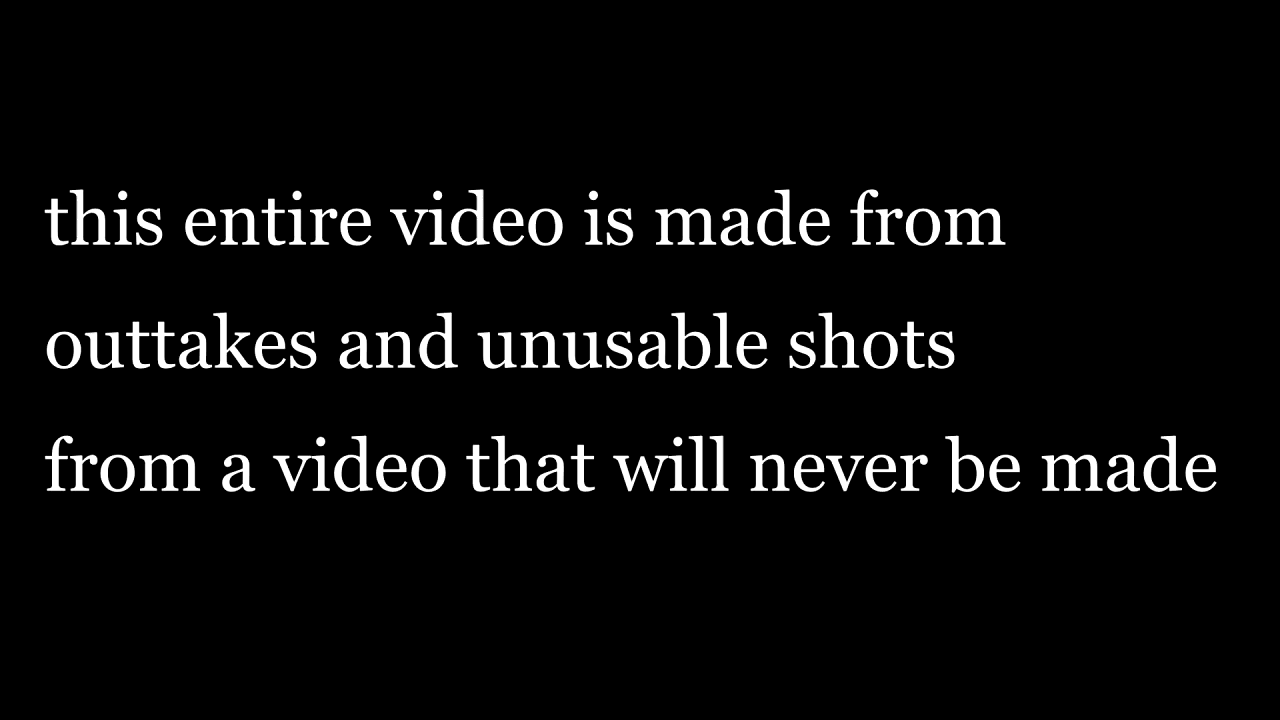 this entire video is made from
outtakes and unusable shots
from a video that will never be made